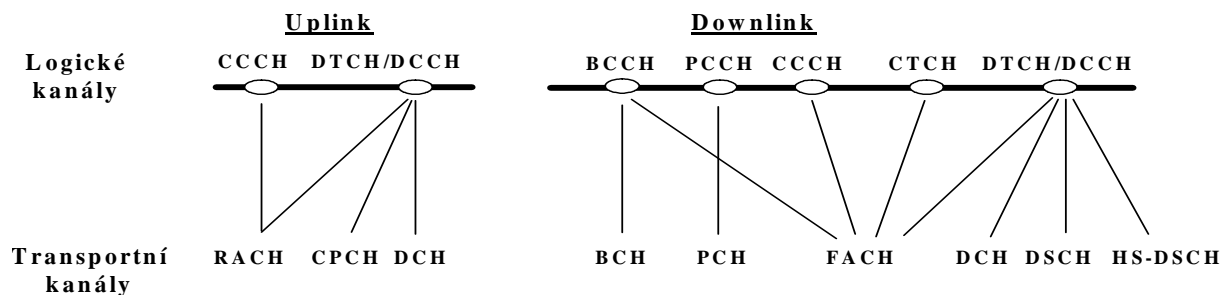 Uplink Downlink
Logické kanály
CCCH DTCH/DCCH
BCCH PCCH CCCH CTCH DTCH/DCCH
Transportní kanály
RACH CPCH DCH
BCH PCH FACH DCH DSCH HS-DSCH